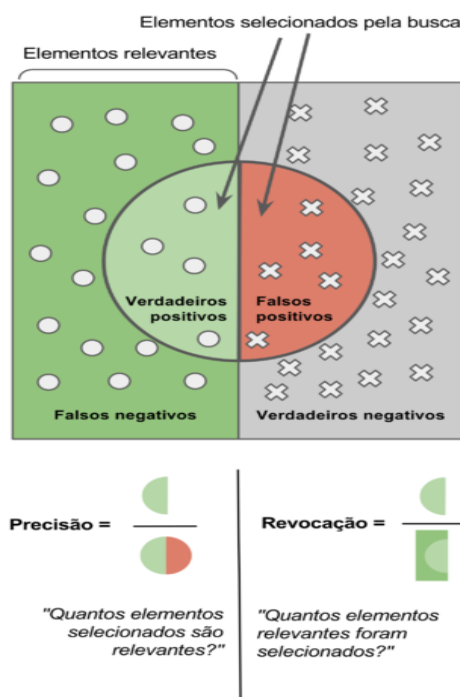 Elementos selecionados pela busca
Elementos relevantes
Verdadeiros
positivos
Falsos
positivos
Falsos negativos
Verdadeiros negativos
Precisão =
"Quantos elementos
selecionados são
relevantes?"
Revocação =
"Quantos elementos
relevantes foram
selecionados?"